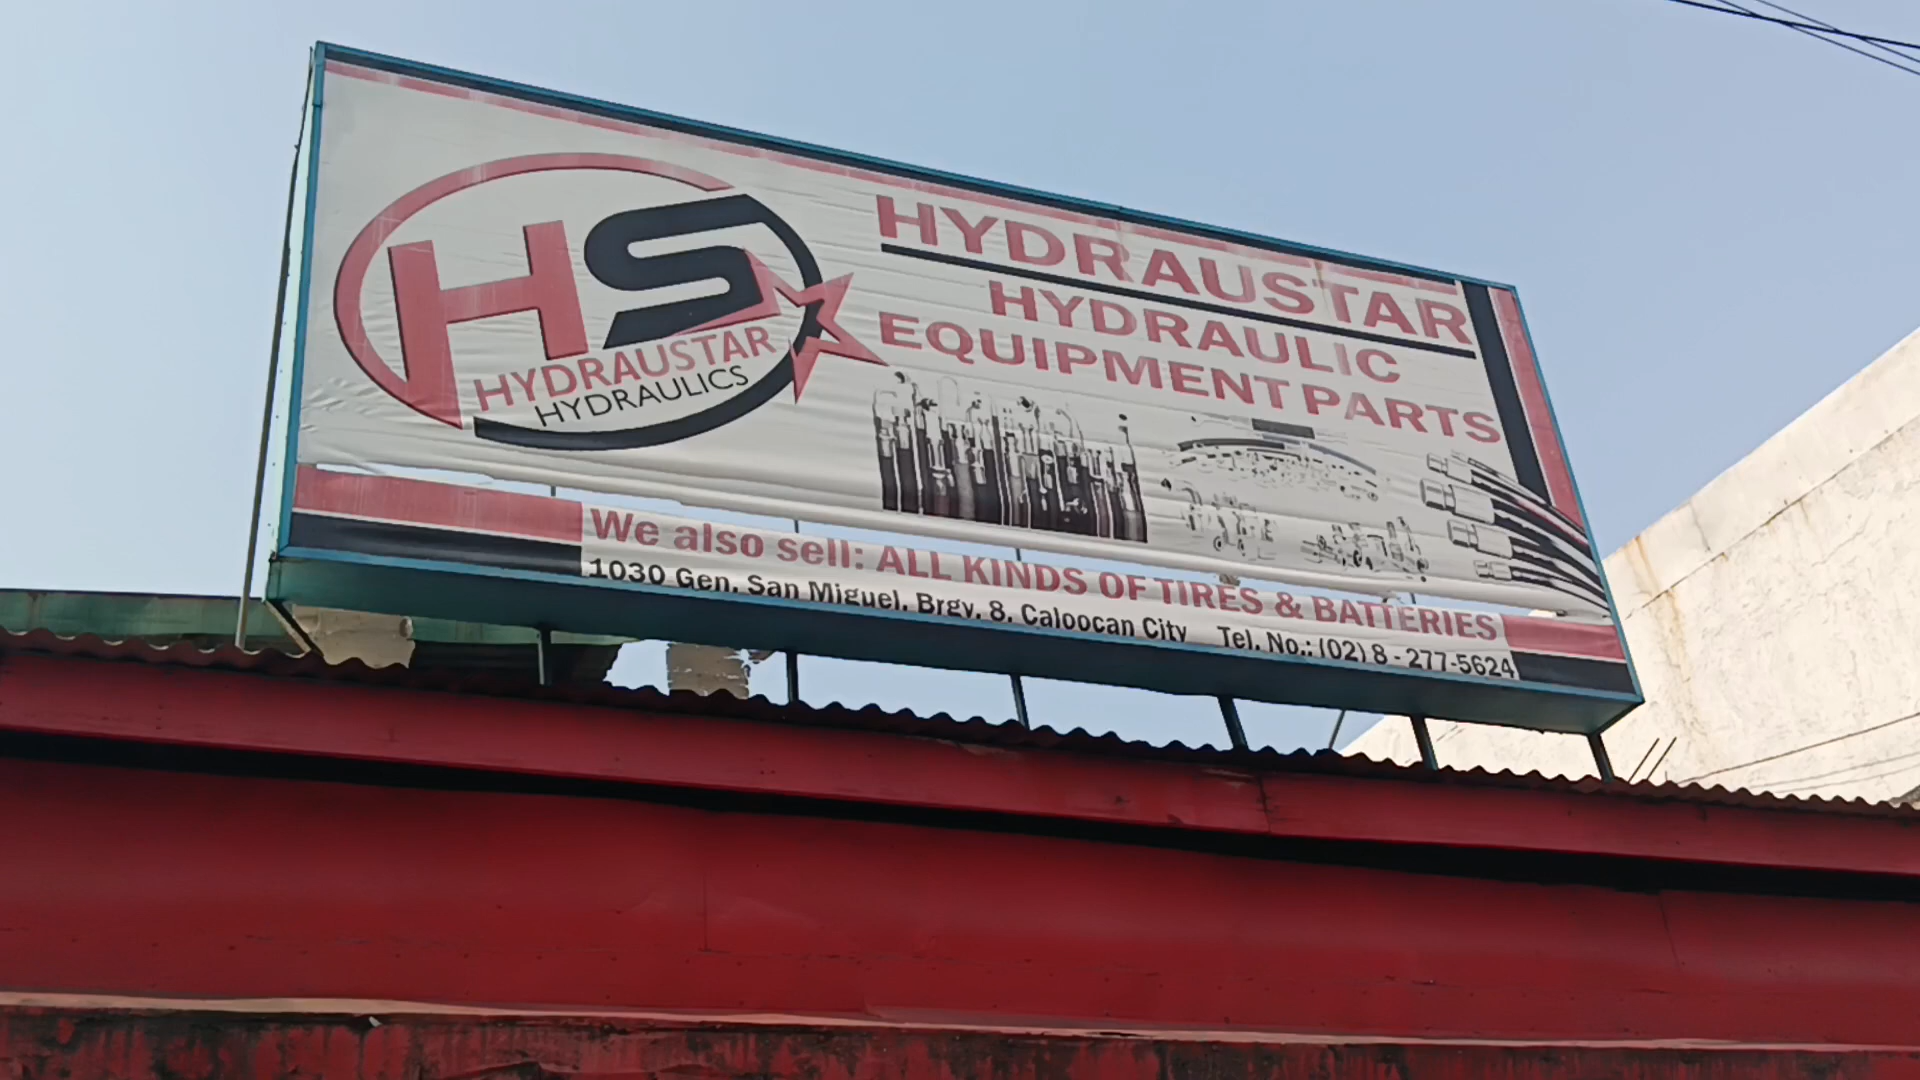 HS
HYDRAUSTAR
HYDRAULICS
HYDRAUSTAR
HYDRAULIC
EQUIPMENT PARTS
We also sell: ALL KINDS OF TIRES & BATTERIES
1030 Gen. San Miguel, Brgy. 8, Caloocan City Tel. No.: (02) 8 - 277-5624